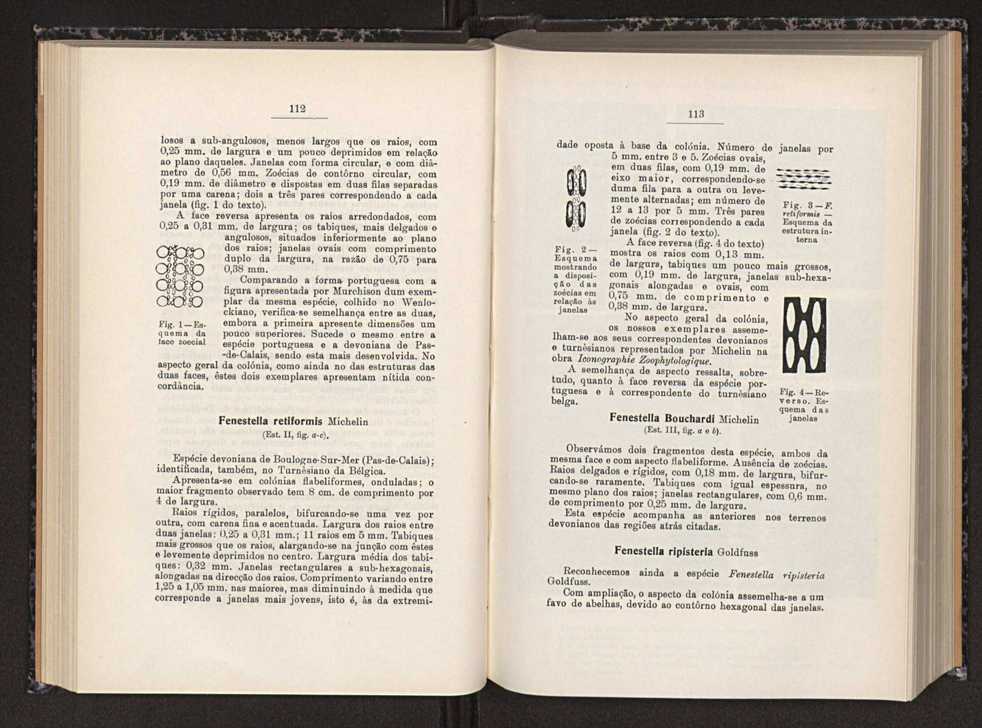 112
losos a sub-angulosos, menos largos que os raios, com
0,25 mm. de largura e um pouco deprimidos em relação
ao plano daqueles. Janelas com forma circular, e com diâ-
metro de 0,56 mm. Zoécias de contôrno circular, com
0,19 mm. de diâmetro e dispostas em duas filas separadas
por uma carena; dois a três pares correspondendo a cada
janela (fig. 1 do texto).
A face reversa apresenta os raios arredondados, com
0,25 a 0,31 mm. de largura; os tabiques, mais delgados e
angulosos, situados inferiormente ao plano
dos raios; janelas ovais com comprimento
duplo da largura, na razão de 0,75 para
0,38 mm.
Comparando a forma portuguesa com a
figura apresentada por Murchison dum exem-
plar da mesma espécie, colhido no Wenlo-
ckiano, verifica-se semelhança entre as duas,
embora a primeira apresente dimensões um
pouco superiores. Sucede o mesmo entre a
espécie portuguesa e a devoniana de Pas-
-de-Calais, sendo esta mais desenvolvida. No
aspecto geral da colónia, como ainda no das estruturas das
duas faces, êstes dois exemplares apresentam nítida con-
cordância.
Fig. 1 — Es-
quema da
face zoecial
Fenestella retiformis Michelin
(Est. II, fig. a-c).
Espécie devoniana de Boulogne-Sur-Mer (Pas-de-Calais);
identificada, também, no Turnèsiano da Bélgica.
Apresenta-se em colónias flabeliformes, onduladas; o
maior fragmento observado tem 8 cm. de comprimento por
4 de largura.
Raios rígidos, paralelos, bifurcando-se uma vez por
outra, com carena fina e acentuada. Largura dos raios entre
duas janelas: 0,25 a 0,31 mm.; 11 raios em 5 mm. Tabiques
mais grossos que os raios, alargando-se na junção com êstes
e levemente deprimidos no centro. Largura média dos tabi-
ques: 0,32 mm. Janelas rectangulares a sub-hexagonais,
alongadas na direcção dos raios. Comprimento variando entre
1,25 a 1,05 mm. nas maiores, mas diminuindo à medida que
corresponde a janelas mais jovens, isto é, às da extremi-
113
dade oposta à base da colónia. Número de janelas por
5 mm. entre 3 e 5. Zoécias ovais,
em duas filas, com 0,19 mm. de
eixo maior, correspondendo-se
duma fila para a outra ou leve-
mente alternadas; em número de
12 a 13 por 5 mm. Três pares
de zoécias correspondendo a cada
janela (fig. 2 do texto).
A face reversa (fig. 4 do texto)
mostra os raios com 0,13 mm.
de largura, tabiques um pouco mais grossos,
com 0,19 mm. de largura, janelas sub-hexa-
gonais alongadas e ovais, com
0,75 mm. de comprimento e
0,38 mm. de largura.
No aspecto geral da colónia,
os nossos exemplares asseme-
lham-se aos seus correspondentes devonianos
e turnèsianos representados por Michelin na
obra Iconographie Zoophytologique.
A semelhança de aspecto ressalta, sobre-
tudo, quanto à face reversa da espécie por-
tuguesa e à correspondente do turnèsiano
belga.
Fig. 2 —
Esquema
mostrando
a disposi-
ção das
zoécias em
relação às
janelas
Fig. 3 — F.
retiformis —
Esquema da
estrutura in-
terna
Fig. 4 — Re-
verso. Es-
quema das
janelas
Fenestella Bouchardi Michelin
(Est. III, fig. a e b).
Observámos dois fragmentos desta espécie, ambos da
mesma face e com aspecto flabeliforme. Ausência de zoécias.
Raios delgados e rígidos, com 0,18 mm. de largura, bifur-
cando-se raramente. Tabiques com igual espessura, no
mesmo plano dos raios; janelas rectangulares, com 0,6 mm.
de comprimento por 0,25 mm. de largura.
Esta espécie acompanha as anteriores nos terrenos
devonianos das regiões atrás citadas.
Fenestella ripisteria Goldfuss
Reconhecemos ainda a espécie Fenestella ripisteria
Goldfuss.
Com ampliação, o aspecto da colónia assemelha-se a um
favo de abelhas, devido ao contôrno hexagonal das janelas.